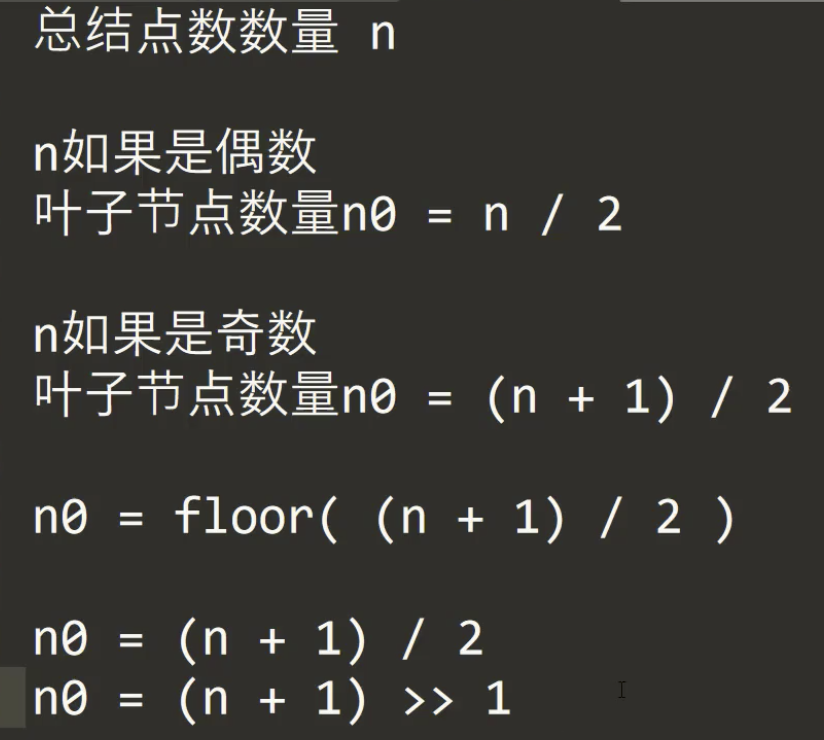 总结点数数量 n
n如果是偶数
叶子节点数量n0 = n / 2
n如果是奇数
叶子节点数量n0 = (n + 1) / 2
n0 = floor( (n + 1) / 2 )
n0 = (n + 1) / 2
n0 = (n + 1) >> 1